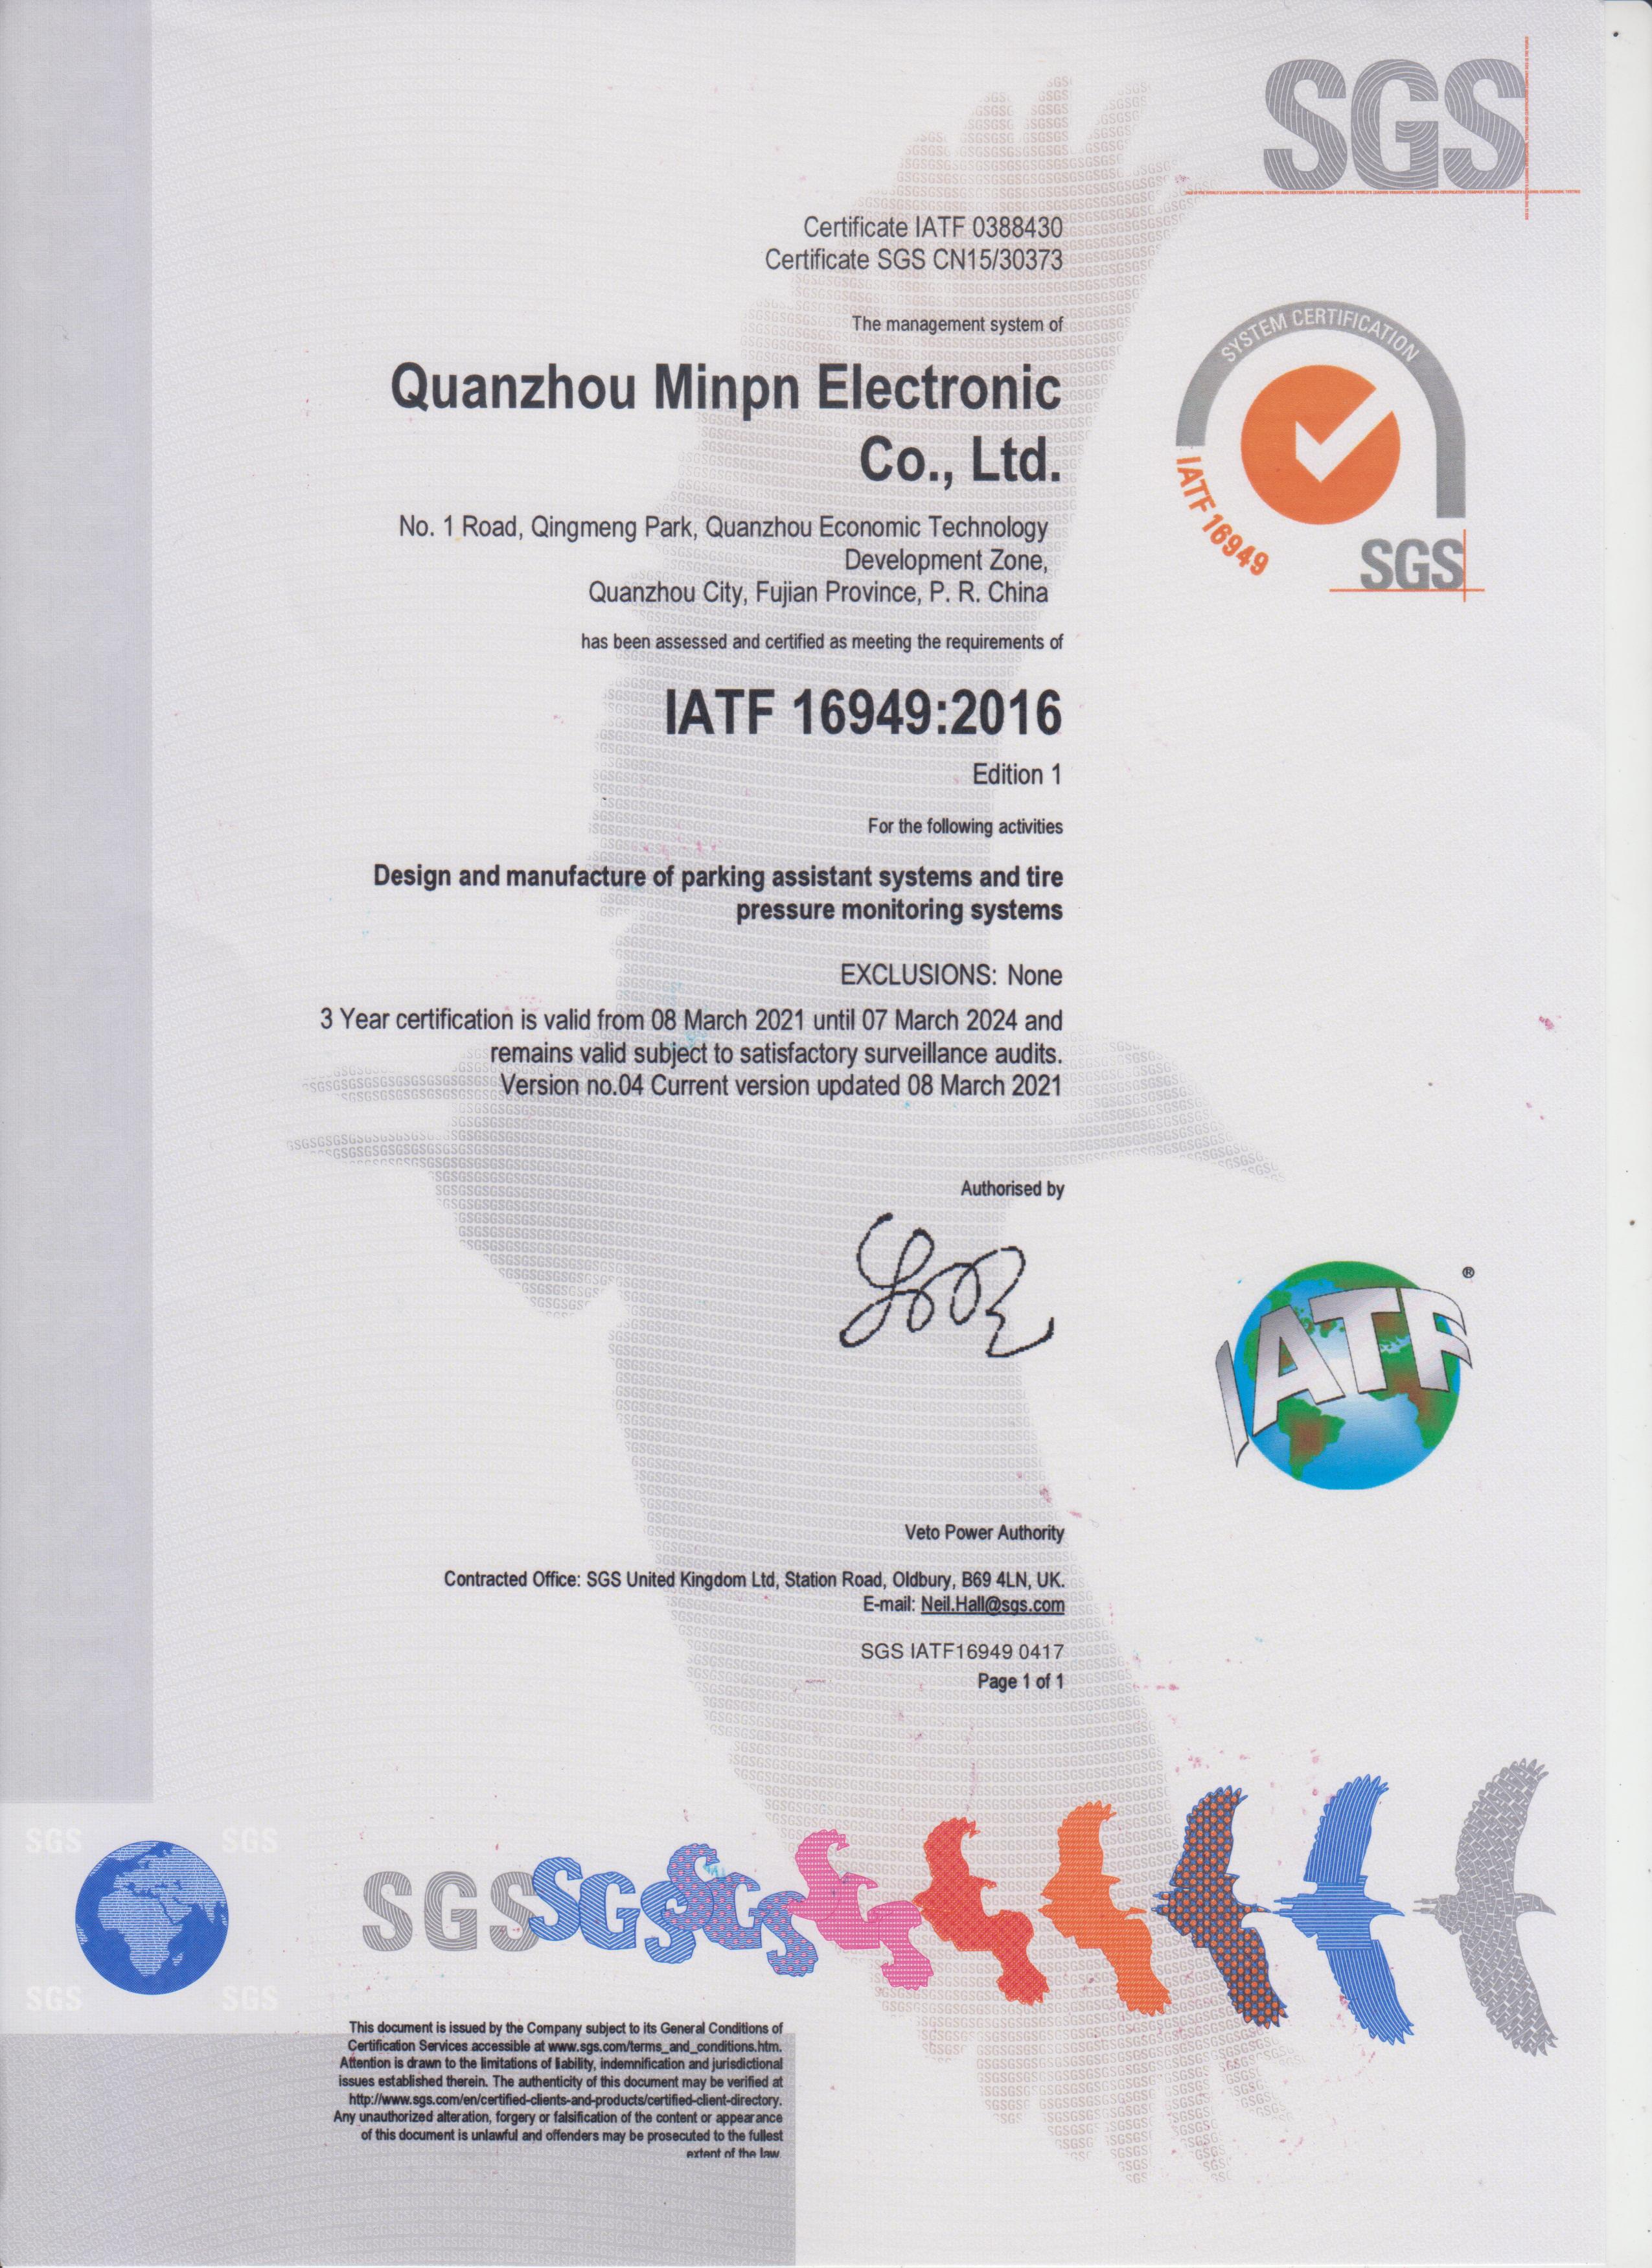 SGS
Certificate IATF 0388430
Certificate SGS CN15/30373
The management system of
Quanzhou Minpn Electronic
Co., Ltd.
No. 1 Road, Qingmeng Park, Quanzhou Economic Technology
Development Zone,
Quanzhou City, Fujian Province, P. R. China
SYSTEM CERTIFICATION
IATF 16949
SGS
has been assessed and certified as meeting the requirements of
IATF 16949:2016
Edition 1
For the following activities
Design and manufacture of parking assistant systems and tire
pressure monitoring systems
EXCLUSIONS: None
3 Year certification is valid from 08 March 2021 until 07 March 2024 and
remains valid subject to satisfactory surveillance audits.
Version no.04 Current version updated 08 March 2021
Authorised by
IATF®
Veto Power Authority
Contracted Office: SGS United Kingdom Ltd, Station Road, Oldbury, B69 4LN, UK.
E-mail: Neil.Hall@sgs.com
SGS IATF16949 0417
Page 1 of 1
SGS SGS
SGS SGS SGS
SGS SGS
This document is issued by the Company subject to its General Conditions of
Certification Services accessible at www.sgs.com/terms_and_conditions.htm.
Attention is drawn to the limitations of liability, indemnification and jurisdictional
issues established therein. The authenticity of this document may be verified at
http://www.sgs.com/en/certified-clients-and-products/certified-client-directory.
Any unauthorized alteration, forgery or falsification of the content or appearance
of this document is unlawful and offenders may be prosecuted to the fullest
extent of the law.